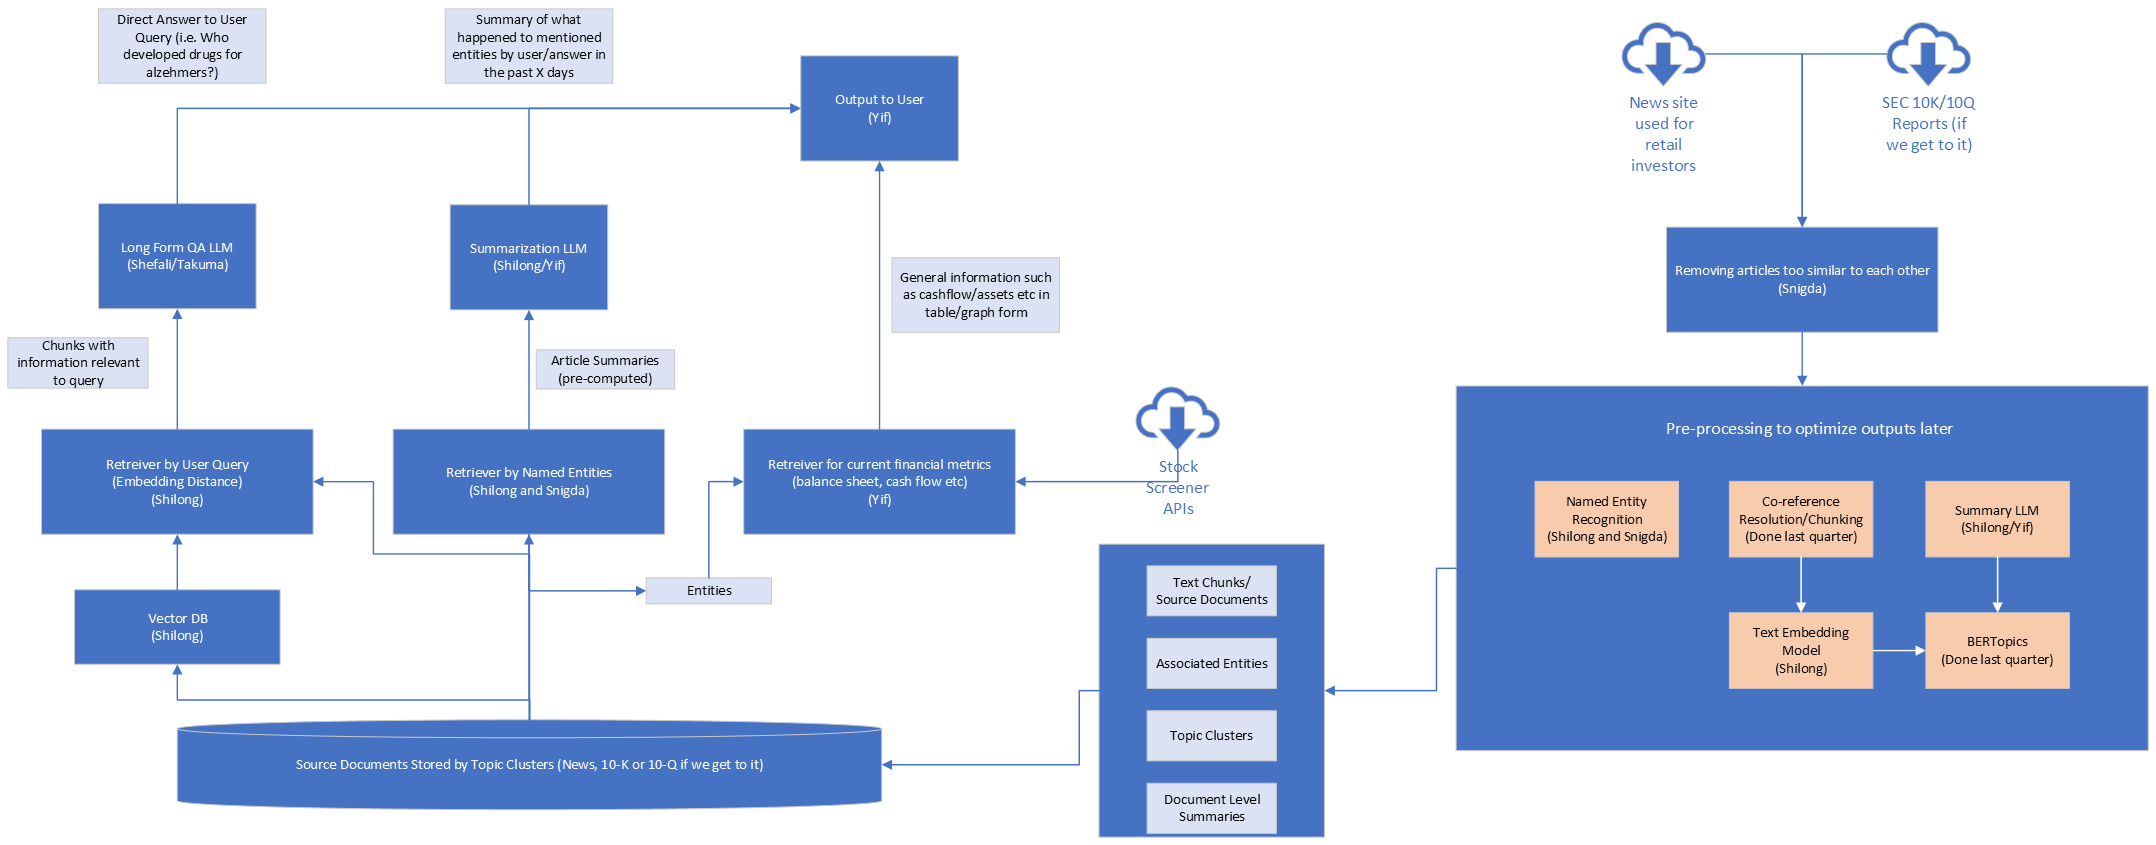 Direct Answer to User
Query (i.e. Who
developed drugs for
alzehmers?)
Summary of what
happened to mentioned
entities by user/answer in
the past X days
Output to User
(Yif)
News site
used for
retail
investors
SEC 10K/10Q
Reports (if
we get to it)
Long Form QA LLM
(Shefali/Takuma)
Summarization LLM
(Shilong/Yif)
General information such
as cashflow/assets etc in
table/graph form
Removing articles too similar to each other
(Snigda)
Chunks with
information relevant
to query
Article Summaries
(pre-computed)
Retreiver by User Query
(Embedding Distance)
(Shilong)
Retriever by Named Entities
(Shilong and Snigda)
Retreiver for current financial metrics
(balance sheet, cash flow etc)
(Yif)
Stock
Screener
APIs
Pre-processing to optimize outputs later
Named Entity
Recognition
(Shilong and Snigda)
Co-reference
Resolution/Chunking
(Done last quarter)
Summary LLM
(Shilong/Yif)
Text Embedding
Model
(Shilong)
BERTopics
(Done last quarter)
Vector DB
(Shilong)
Entities
Text Chunks/
Source Documents
Associated Entities
Topic Clusters
Document Level
Summaries
Source Documents Stored by Topic Clusters (News, 10-K or 10-Q if we get to it)